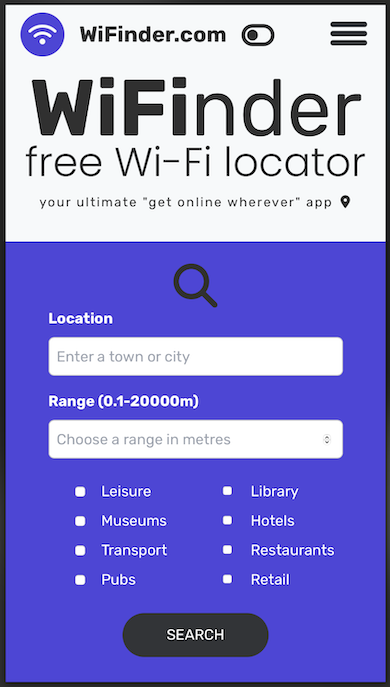 WiFinder.com
WiFinder
free Wi-Fi locator
your ultimate "get online wherever" app
Location
Enter a town or city
Range (0.1-20000m)
Choose a range in metres
Leisure Library
Museums Hotels
Transport Restaurants
Pubs Retail
SEARCH